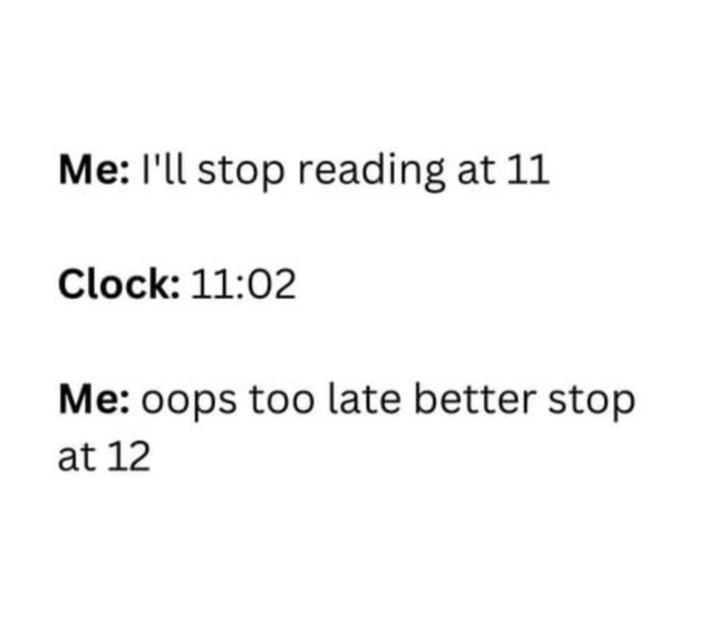 Me: I'll stop reading at 11
Clock: 11:02
Me: oops too late better stop
at 12